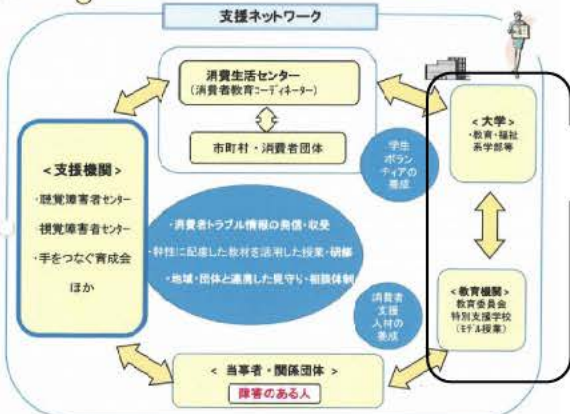 支援ネットワーク
消費生活センター
（消費者教育コーディネーター）
市町村・消費者団体
＜支援機関＞
・聴覚障害者センター
・視覚障害者センター
・手をつなぐ育成会
ほか
学生
ボラン
ティアの
養成
＜大学＞
・教育・福祉
系学部等
・消費者トラブル情報の発信・収受
・特性に配慮した教材を活用した授業・研修
・地域・団体と連携した見守り・相談体制
消費者
支援
人材の
養成
＜教育機関＞
教育委員会
特別支援学校
（モデル授業）
＜ 当事者・関係団体 ＞
障害のある人